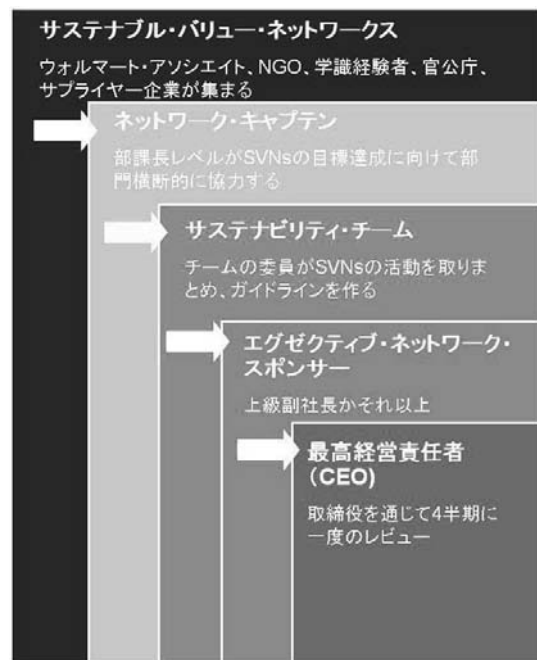 サステナブル・バリュー・ネットワークス
ウォルマート・アソシエイト、NGO、学識経験者、官公庁、
サプライヤー企業が集まる
ネットワーク・キャプテン
部課長レベルがSVNsの目標達成に向けて部
門横断的に協力する
サステナビリティ・チーム
チームの委員がSVNsの活動を取りま
とめ、ガイドラインを作る
エグゼクティブ・ネットワーク・
スポンサー
上級副社長かそれ以上
最高経営責任者
(CEO)
取締役を通じて4半期に
一度のレビュー